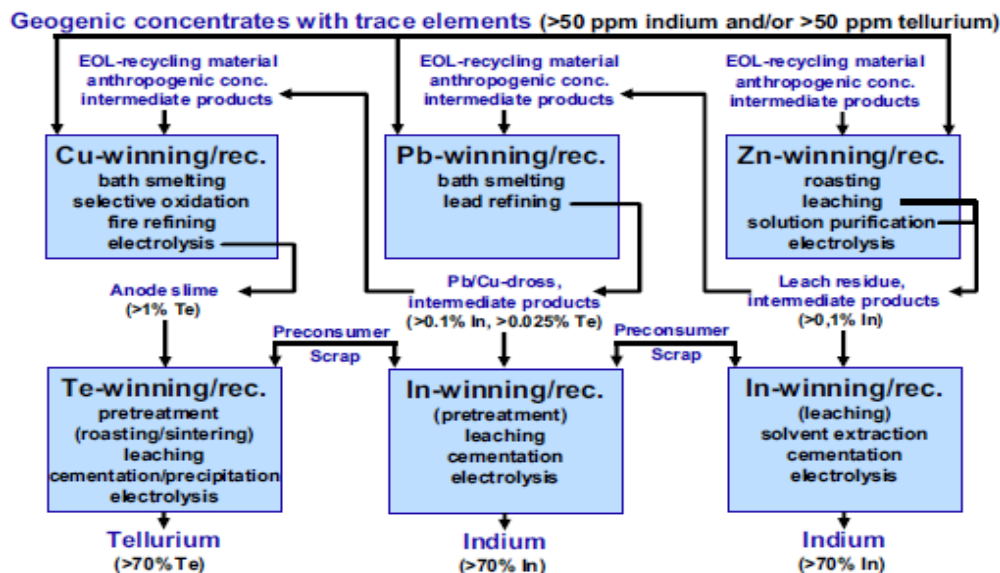 Geogenic concentrates with trace elements (>50 ppm indium and/or >50 ppm tellurium)
EOL-recycling material
anthropogenic conc.
intermediate products
EOL-recycling material
anthropogenic conc.
intermediate products
EOL-recycling material
anthropogenic conc.
intermediate products
Cu-winning/rec.
bath smelting
selective oxidation
fire refining
electrolysis
Pb-winning/rec.
bath smelting
lead refining
Zn-winning/rec.
roasting
leaching
solution purification
electrolysis
Anode slime
(>1% Te)
Pb/Cu-dross,
intermediate products
(>0.1% In, >0.025% Te)
Leach residue,
intermediate products
(>0,1% In)
Preconsumer
Scrap
Preconsumer
Scrap
Te-winning/rec.
pretreatment
(roasting/sintering)
leaching
cementation/precipitation
electrolysis
In-winning/rec.
(pretreatment)
leaching
cementation
electrolysis
In-winning/rec.
(leaching)
solvent extraction
cementation
electrolysis
Tellurium
(>70% Te)
Indium
(>70% In)
Indium
(>70% In)